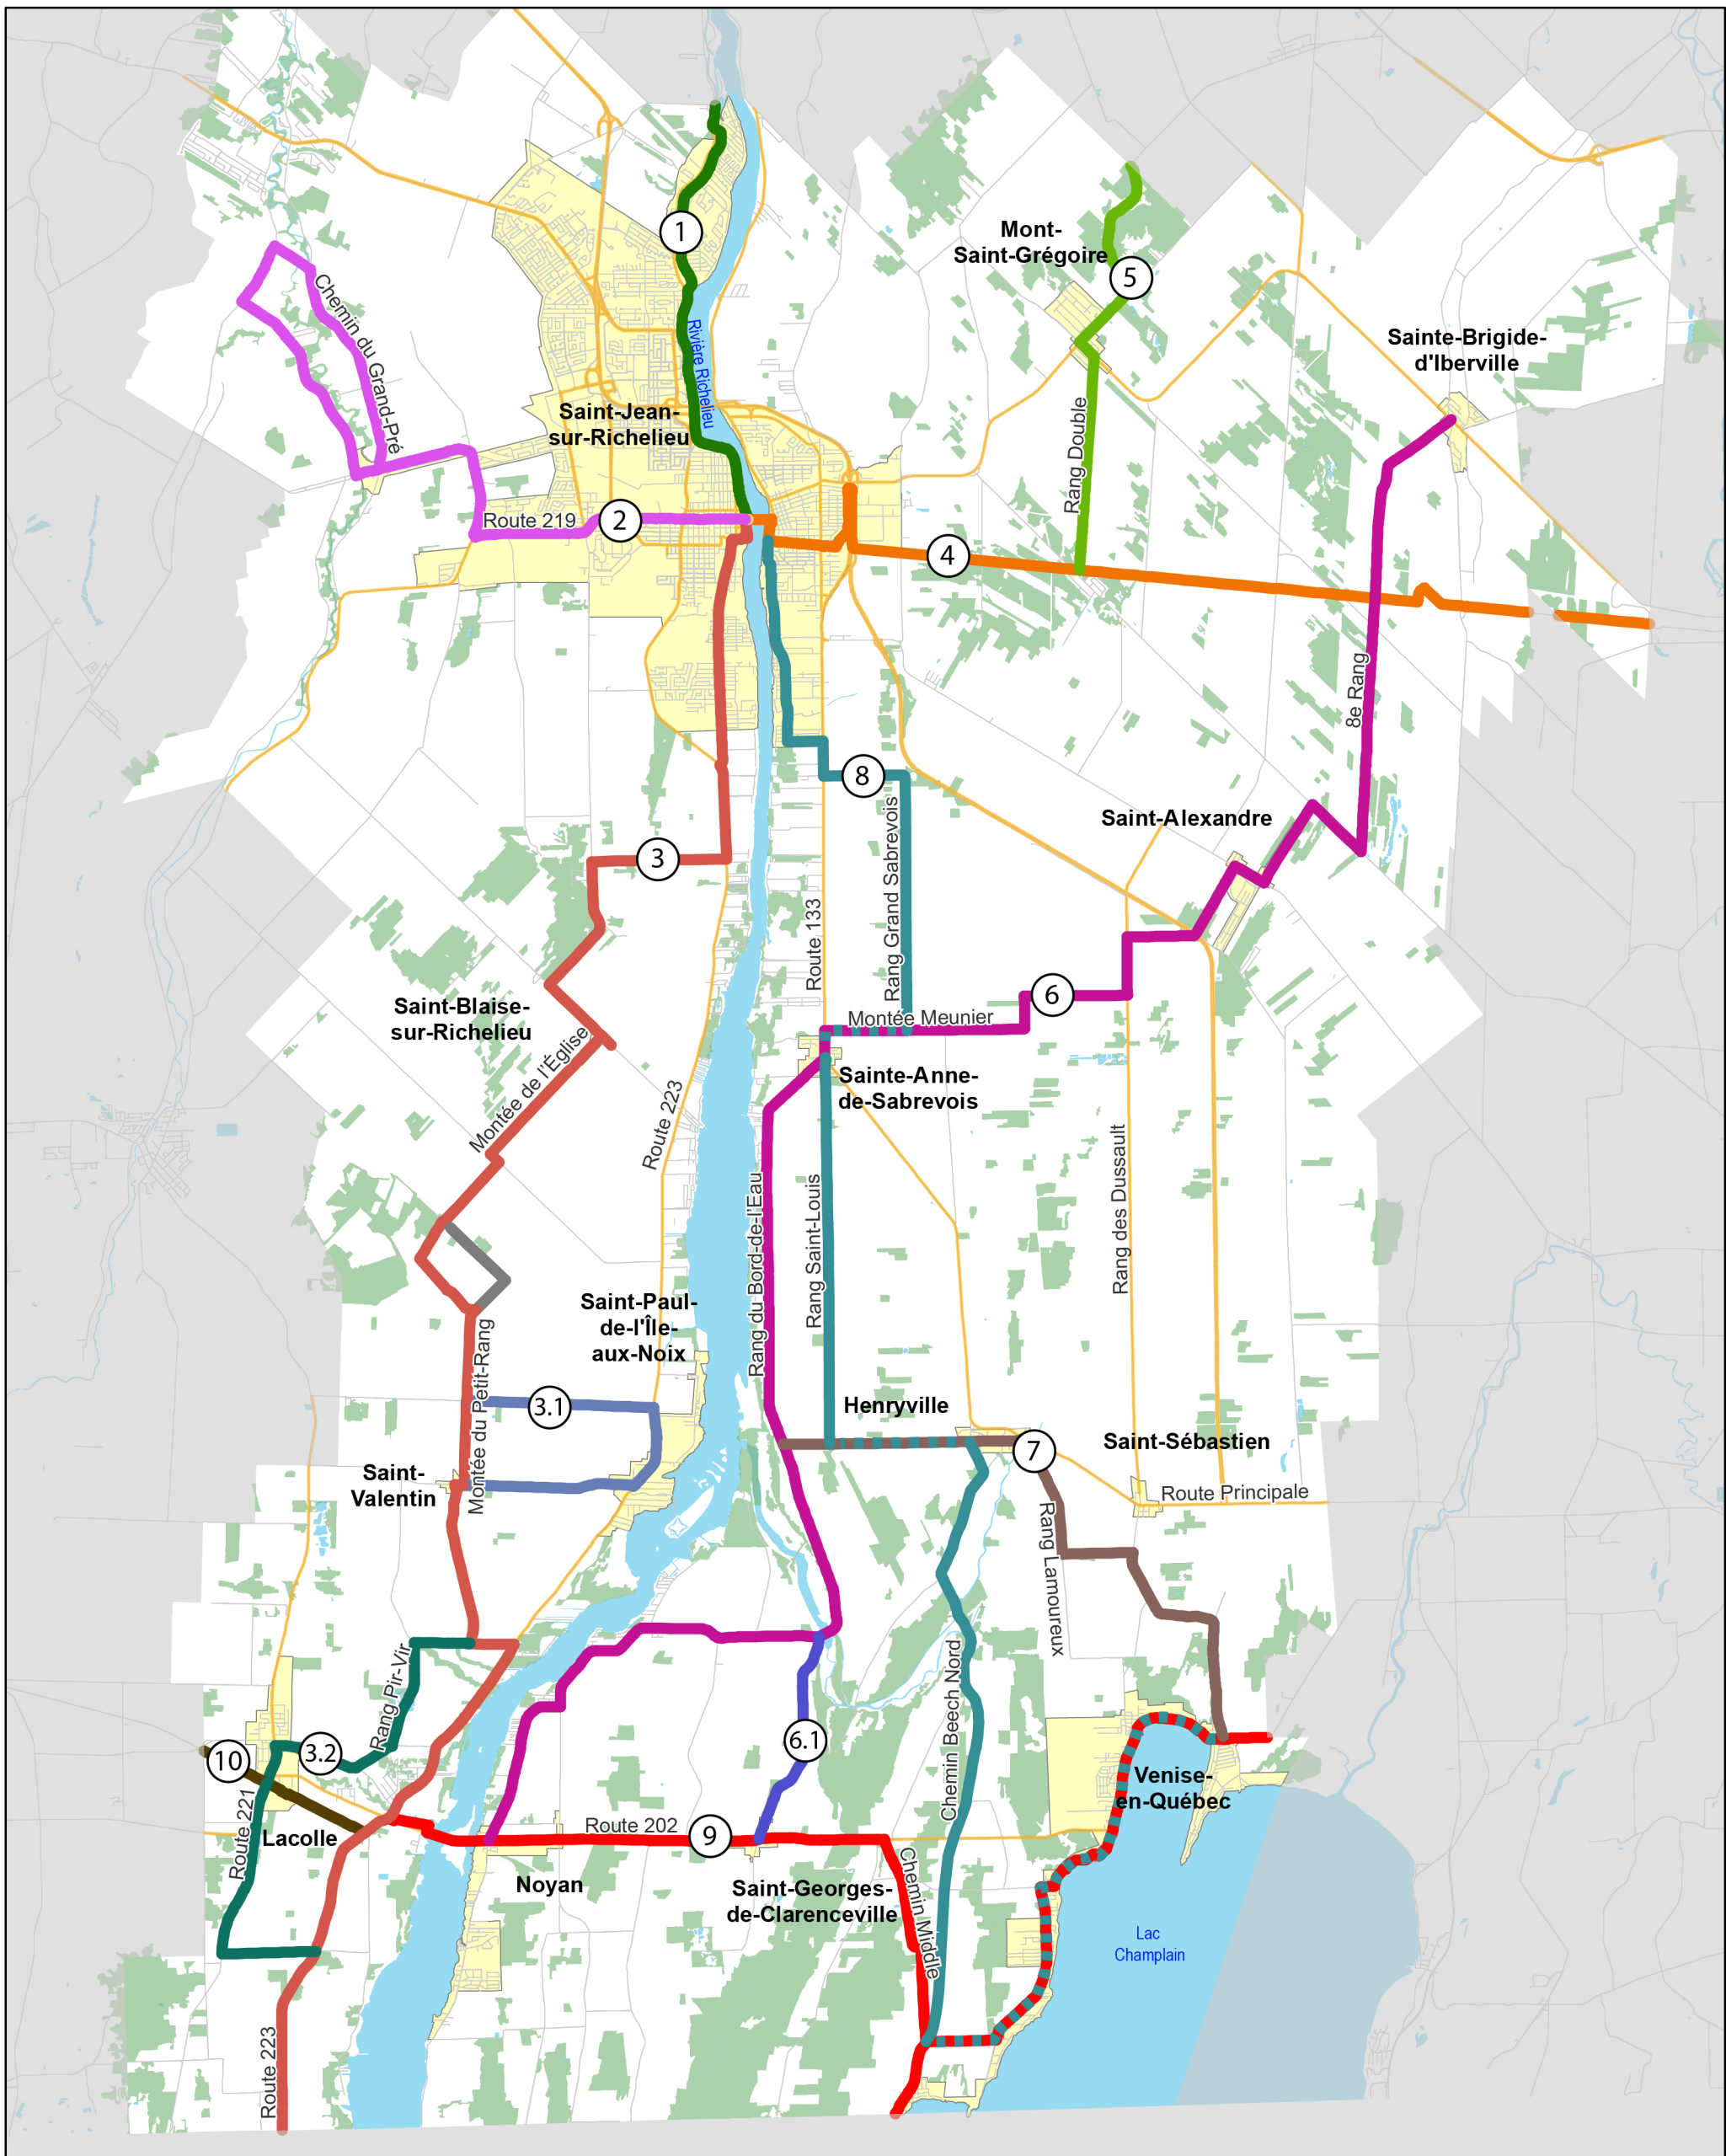 1
Mont-
Saint-Grégoire
5
Chemin du Grand-Pré
Rivière Richelieu
Sainte-Brigide-
d'Iberville
Saint-Jean-
sur-Richelieu
Rang Double
Route 219
2
4
8e Rang
8
3
Saint-Alexandre
Rang Grand Sabrevois
Route 133
6
Saint-Blaise-
sur-Richelieu
Montée Meunier
Montée de l'Église
Sainte-Anne-
de-Sabrevois
Route 223
Rang des Dussault
Rang du Bord-de-l'Eau
Rang Saint-Louis
Saint-Paul-
de-l'Île-
aux-Noix
Montée du Petit-Rang
3.1
Henryville
7
Saint-Sébastien
Saint-
Valentin
Route Principale
Rang Lamoureux
Rang Pir-Vir
Chemin Beech Nord
10
3.2
6.1
Venise-
en-Québec
Route 221
Lacolle
Route 202
9
Chemin Middle
Noyan
Saint-Georges-
de-Clarenceville
Lac
Champlain
Route 223